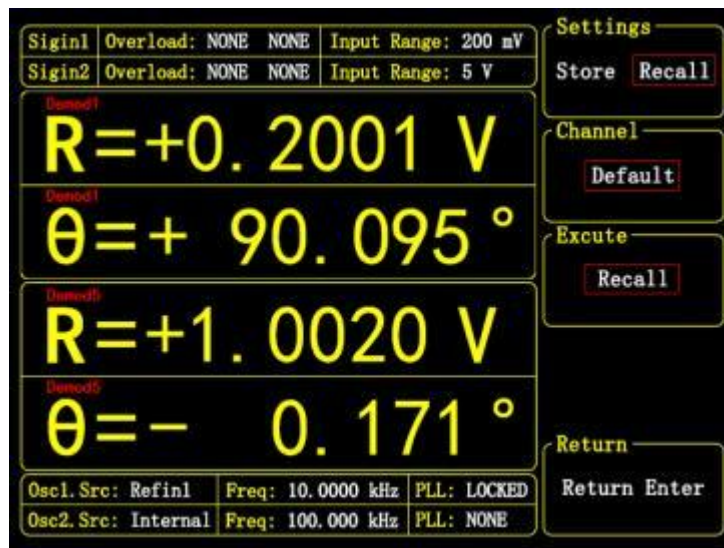 Sigin1 Overload: NONE NONE Input Range: 200 mV
Sigin2 Overload: NONE NONE Input Range: 5 V
Demod1
R=+0.2001 V
Demod1
θ=+ 90.095°
Demod5
R=+1.0020 V
Demod5
θ=- 0.171°
Osc1.Src: Refin1 Freq: 10.0000 kHz PLL: LOCKED
Osc2.Src: Internal Freq: 100.000 kHz PLL: NONE
Settings
Store Recall
Channel
Default
Excute
Recall
Return
Return Enter